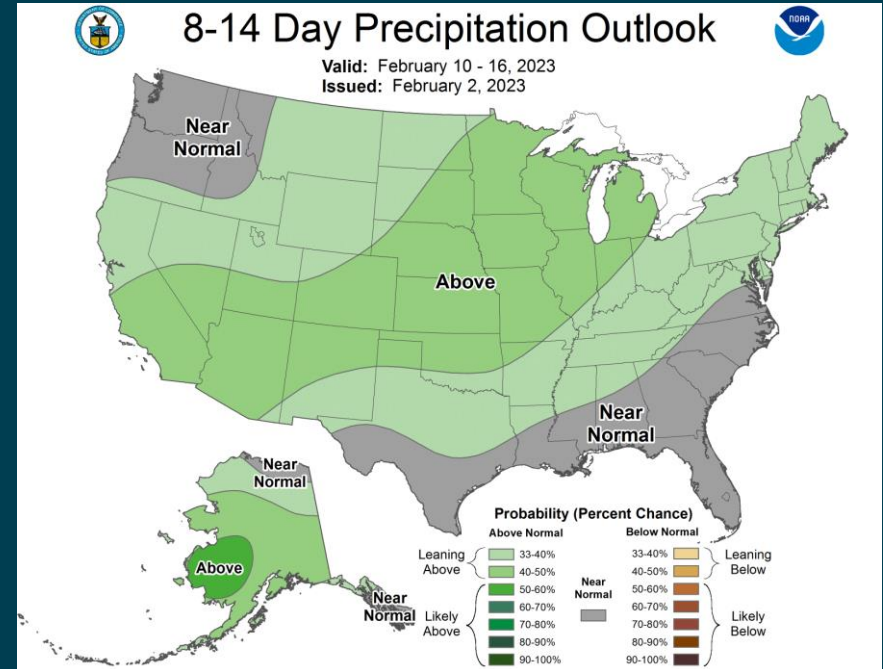 8-14 Day Precipitation Outlook
NOAA
Valid: February 10 - 16, 2023
Issued: February 2, 2023
Near
Normal
Above
Near
Normal
Near
Normal
Above
Near
Normal
Probability (Percent Chance)
Above Normal
Below Normal
Leaning
Above
33-40%
40-50%
50-60%
60-70%
70-80%
80-90%
90-100%
Likely
Above
Near
Normal
33-40%
40-50%
50-60%
60-70%
70-80%
80-90%
90-100%
Leaning
Below
Likely
Below